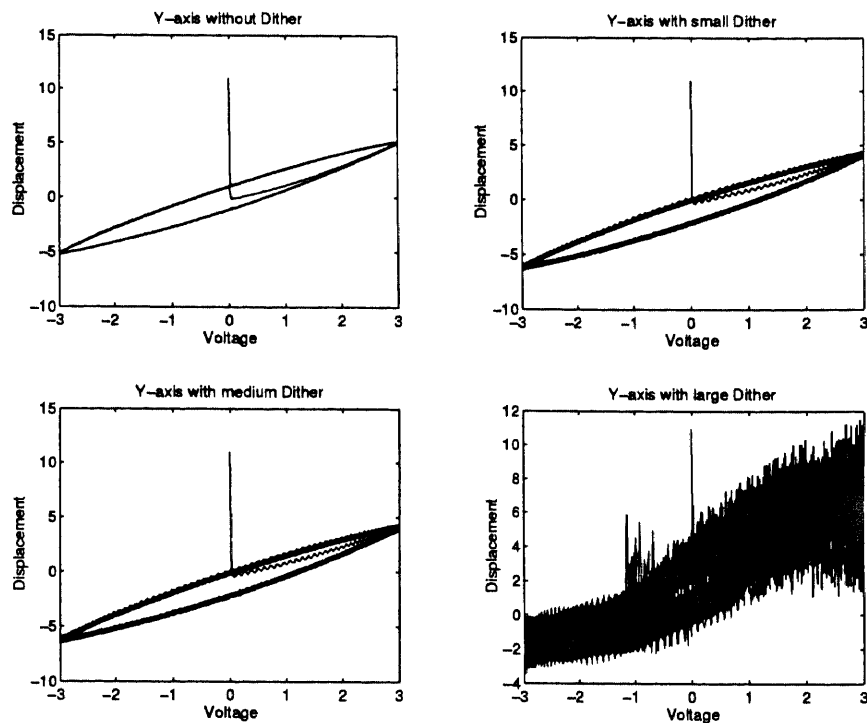 Y-axis without Dither
15
10
5
0
-5
-10
Displacement
-3 -2 -1 0 1 2 3
Voltage
Y-axis with small Dither
15
10
5
0
-5
-10
Displacement
-3 -2 -1 0 1 2 3
Voltage
Y-axis with medium Dither
15
10
5
0
-5
-10
Displacement
-3 -2 -1 0 1 2 3
Voltage
Y-axis with large Dither
12
10
8
6
4
2
0
-2
-4
Displacement
-3 -2 -1 0 1 2 3
Voltage